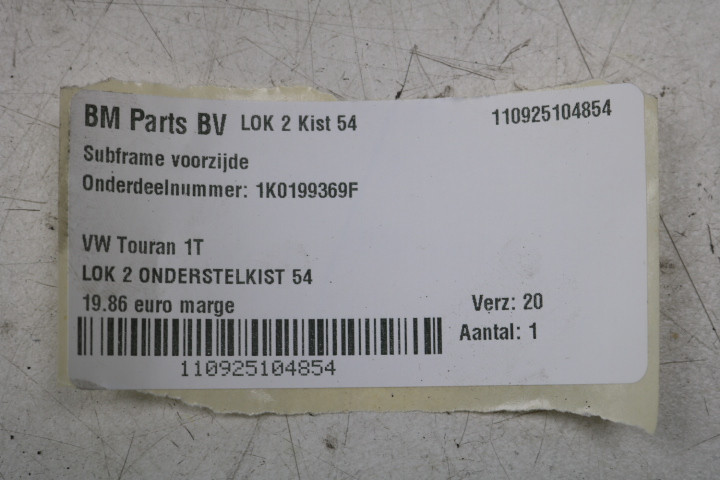 BM Parts BV LOK 2 Kist 54 110925104854
Subframe voorzijde
Onderdeelnummer: 1K0199369F
VW Touran 1T
LOK 2 ONDERSTELKIST 54
19.86 euro marge Verz: 20
Aantal: 1
110925104854